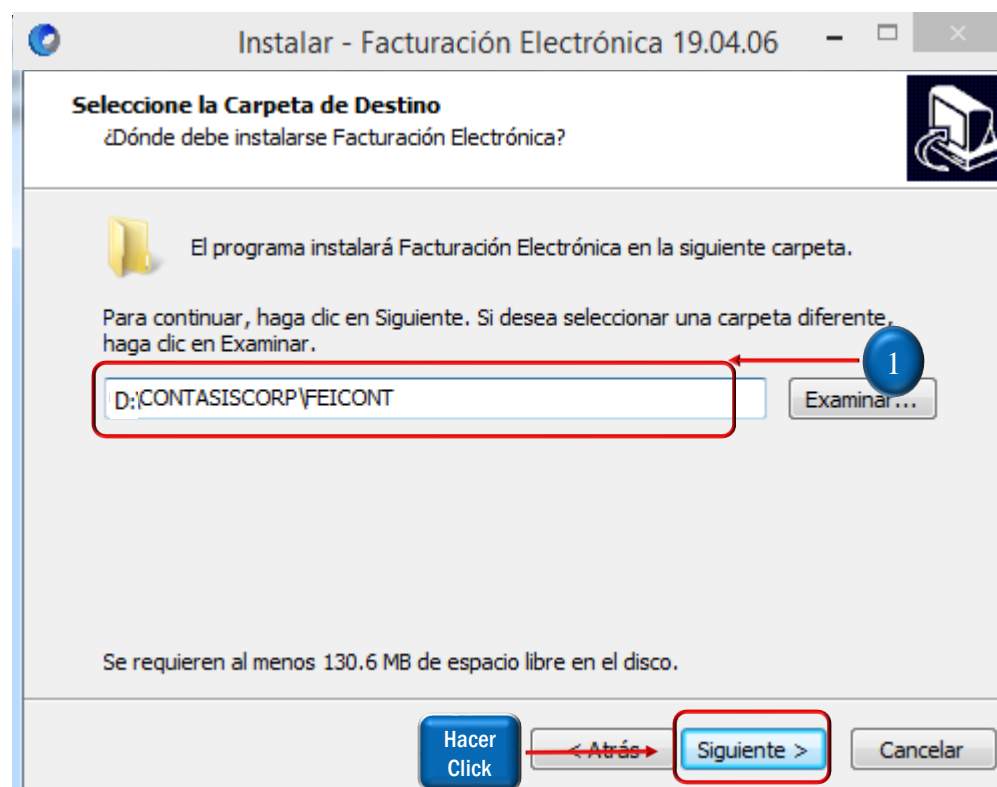 Instalar - Facturación Electrónica 19.04.06
Seleccione la Carpeta de Destino
¿Dónde debe instalarse Facturación Electrónica?
El programa instalará Facturación Electrónica en la siguiente carpeta.
Para continuar, haga clic en Siguiente. Si desea seleccionar una carpeta diferente,
haga clic en Examinar.
1
D:\CONTASISCORP\FEICONT
Examinar...
Se requieren al menos 130.6 MB de espacio libre en el disco.
Hacer
Click
< Atrás
Siguiente >
Cancelar